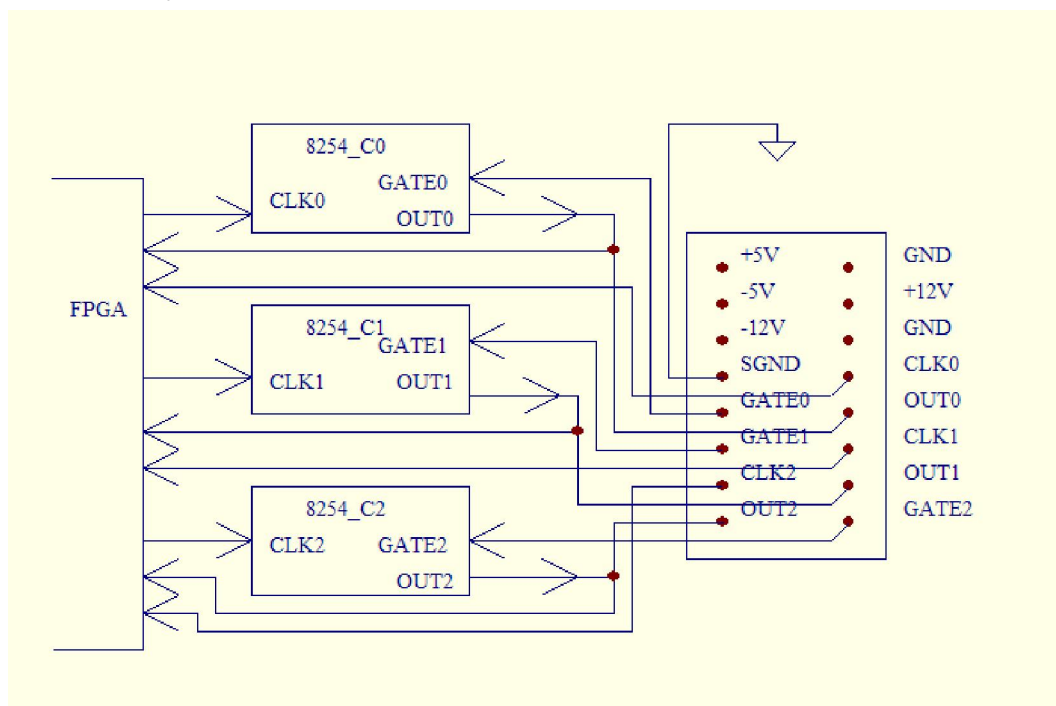 8254_C0
GATE0
CLK0
OUT0
FPGA
8254_C1
GATE1
CLK1
OUT1
8254_C2
CLK2
GATE2
OUT2
+5V
GND
-5V
+12V
-12V
GND
SGND
CLK0
GATE0
OUT0
GATE1
CLK1
CLK2
OUT1
OUT2
GATE2